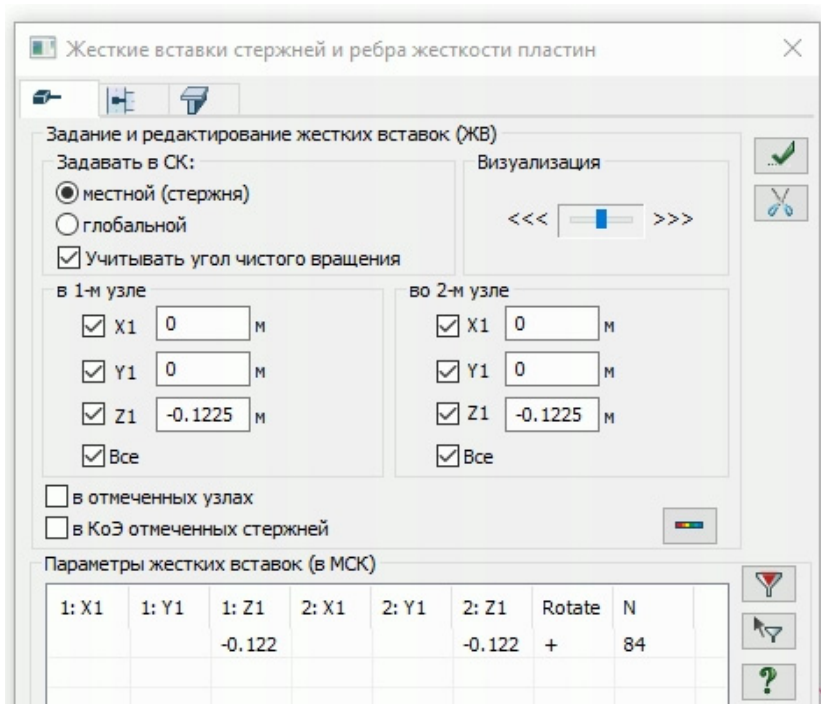 Жесткие вставки стержней и ребра жесткости пластин
Задание и редактирование жестких вставок (ЖВ)
Задавать в СК:
Визуализация
местной (стержня)
глобальной
<<< >>>
Учитывать угол чистого вращения
в 1-м узле
во 2-м узле
X1 0 м
X1 0 м
Y1 0 м
Y1 0 м
Z1 -0.1225 м
Z1 -0.1225 м
Все
Все
в отмеченных узлах
в КоЭ отмеченных стержней
Параметры жестких вставок (в МСК)
1: X1 1: Y1 1: Z1 2: X1 2: Y1 2: Z1 Rotate N
-0.122 -0.122 + 84
?